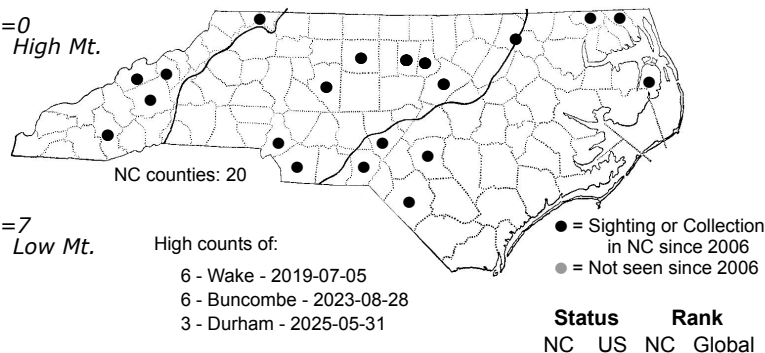 =0
High Mt.
NC counties: 20
=7
Low Mt.
High counts of:
6 - Wake - 2019-07-05
6 - Buncombe - 2023-08-28
3 - Durham - 2025-05-31
● = Sighting or Collection
in NC since 2006
● = Not seen since 2006
Status Rank
NC US NC Global